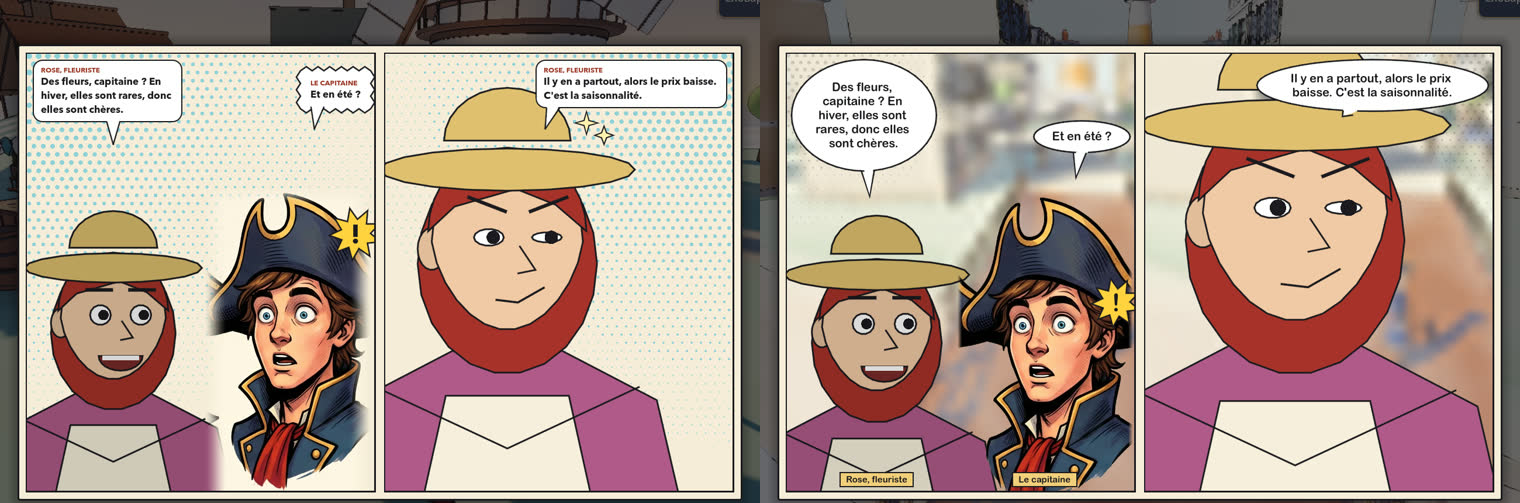 ROSE, FLEURISTE
Des fleurs, capitaine ? En
hiver, elles sont rares, donc
elles sont chères.
LE CAPITAINE
Et en été ?
!
ROSE, FLEURISTE
Il y en a partout, alors le prix baisse.
C'est la saisonnalité.
Des fleurs,
capitaine ? En
hiver, elles sont
rares, donc elles
sont chères.
Et en été ?
!
Rose, fleuriste
Le capitaine
Il y en a partout, alors le prix
baisse. C'est la saisonnalité.